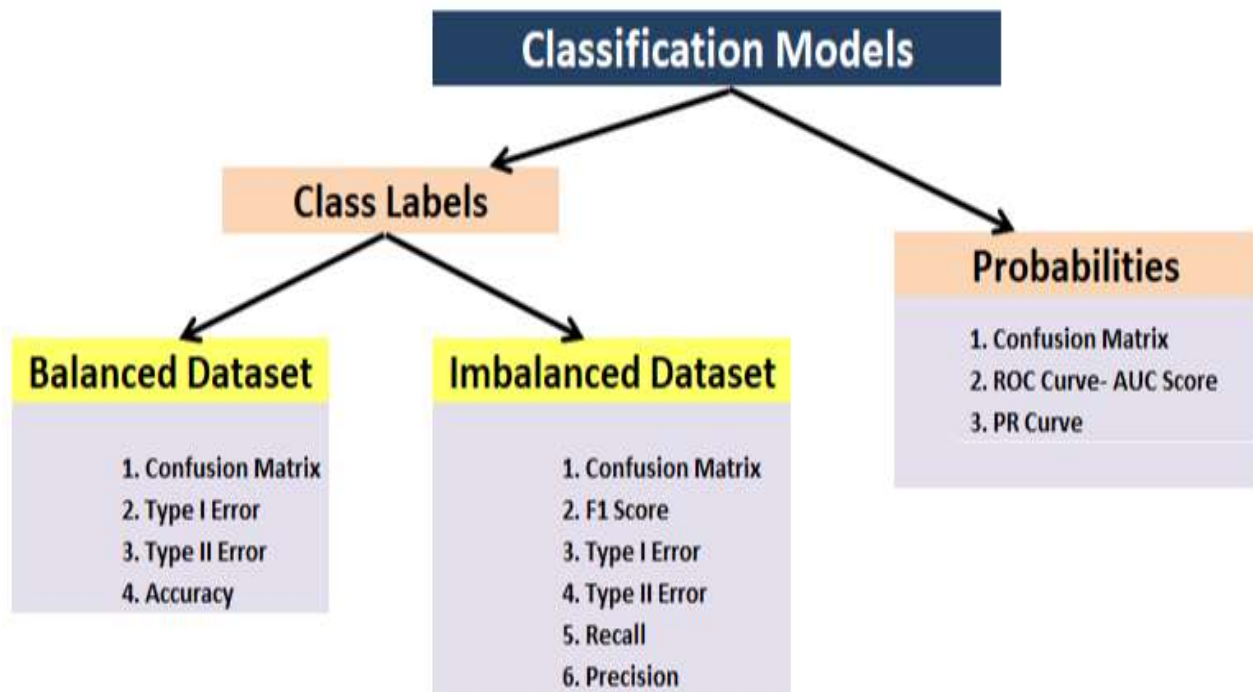 Classification Models
Class Labels
Probabilities
1. Confusion Matrix
2. ROC Curve- AUC Score
3. PR Curve
Balanced Dataset
1. Confusion Matrix
2. Type I Error
3. Type II Error
4. Accuracy
Imbalanced Dataset
1. Confusion Matrix
2. F1 Score
3. Type I Error
4. Type II Error
5. Recall
6. Precision